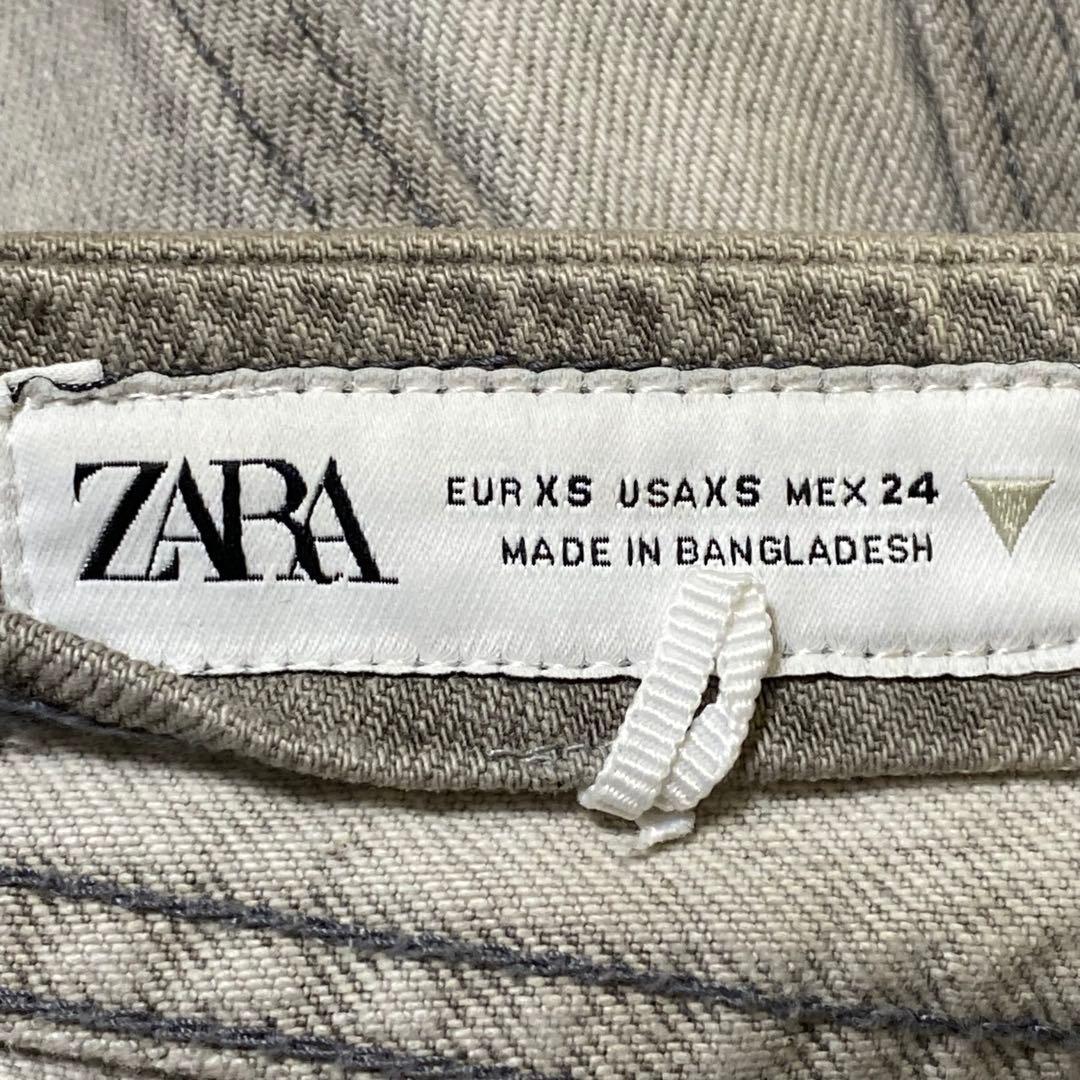 ZARA
EUR XS USA XS MEX 24
MADE IN BANGLADESH